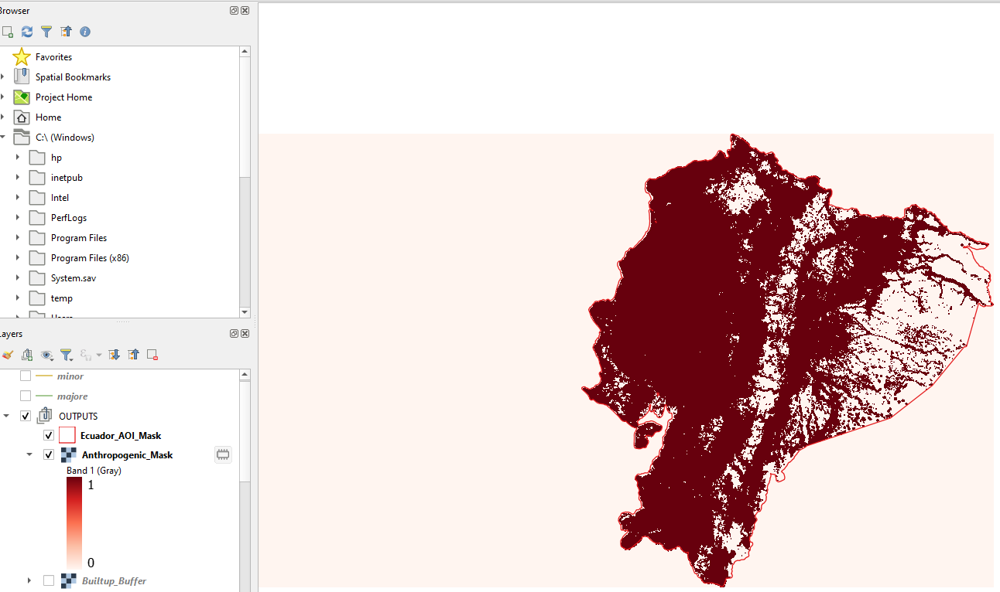 Browser
Favorites
Spatial Bookmarks
Project Home
Home
C:\ (Windows)
hp
inetpub
Intel
PerfLogs
Program Files
Program Files (x86)
System.sav
temp
Layers
minor
majore
OUTPUTS
Ecuador_AOI_Mask
Anthropogenic_Mask
Band 1 (Gray)
1
0
Builtup_Buffer